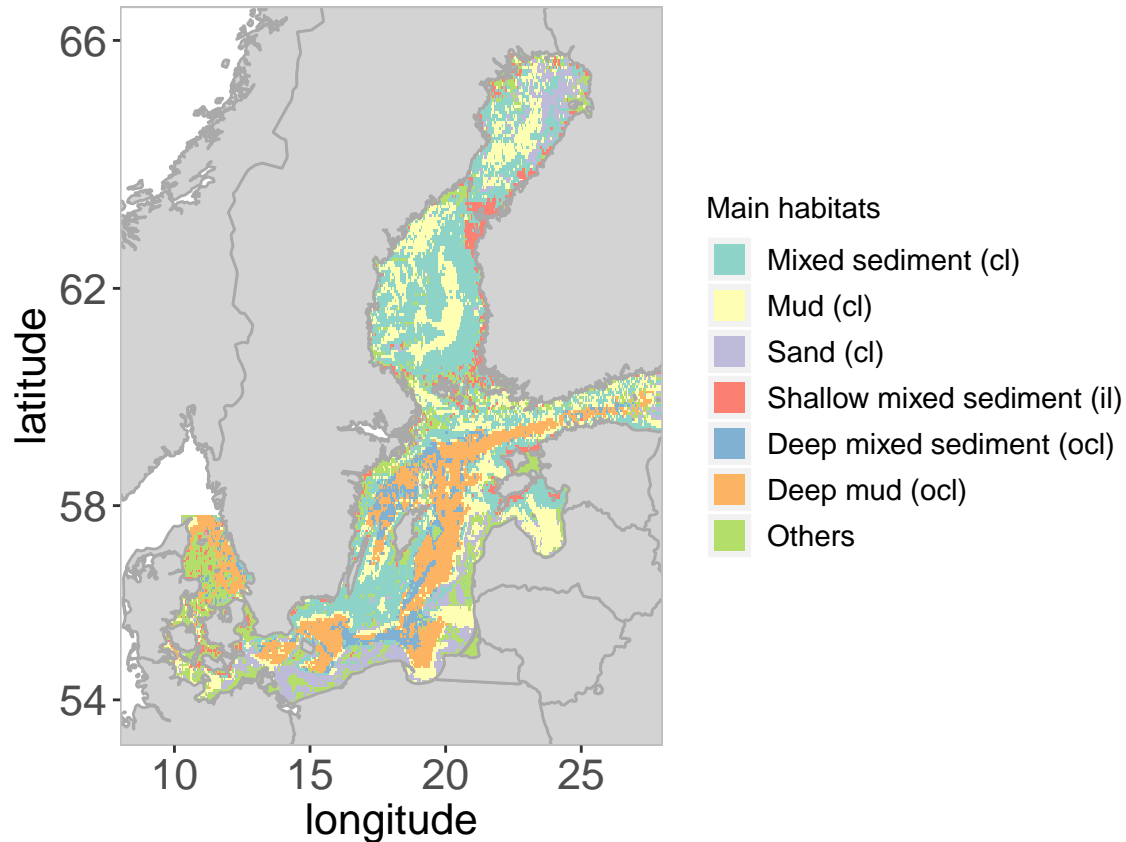 66
62
58
54
latitude
10 15 20 25
longitude
Main habitats
Mixed sediment (cl)
Mud (cl)
Sand (cl)
Shallow mixed sediment (il)
Deep mixed sediment (ocl)
Deep mud (ocl)
Others